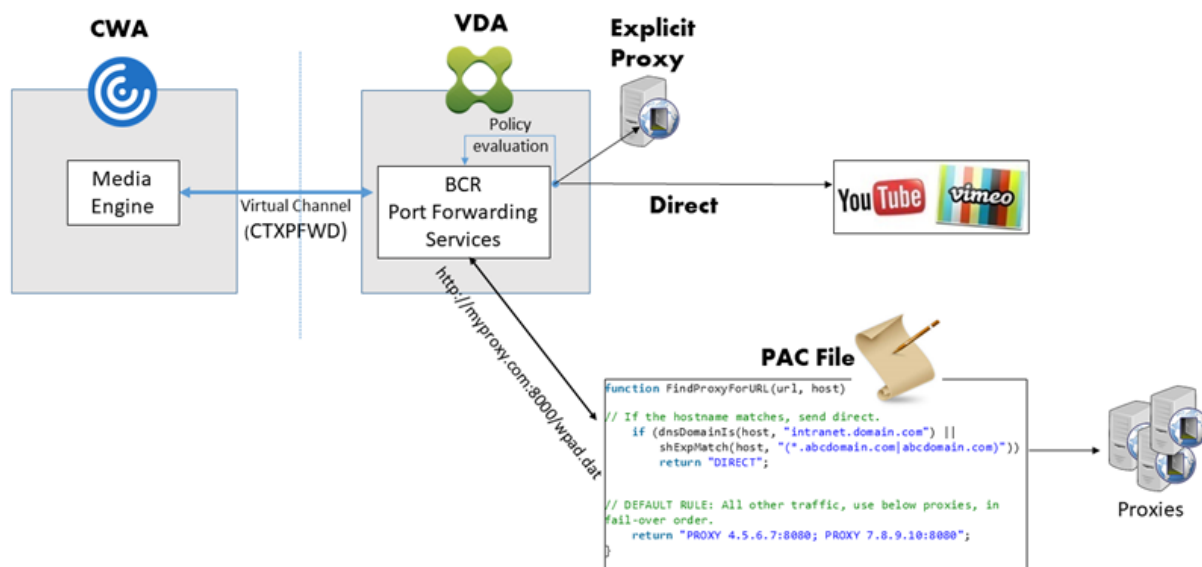 CWA
VDA
Explicit
Proxy
Policy
evaluation
Media
Engine
Virtual Channel
(CTXPFWD)
BCR
Port Forwarding
Services
Direct
You Tube
vimeo
http://myproxy.com:8000/wpad.dat
PAC File
function FindProxyForURL(url, host)
// If the hostname matches, send direct.
if (dnsDomainIs(host, "intranet.domain.com") ||
shExpMatch(host, "(*.abcdomain.com|abcdomain.com)"))
return "DIRECT";
// DEFAULT RULE: All other traffic, use below proxies, in
fail-over order.
return "PROXY 4.5.6.7:8080; PROXY 7.8.9.10:8080";
}
Proxies